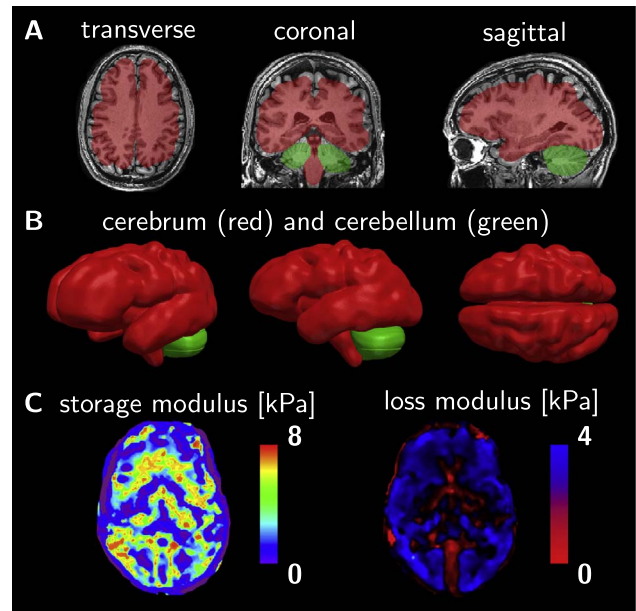 A transverse coronal sagittal
B cerebrum (red) and cerebellum (green)
C storage modulus [kPa] loss modulus [kPa]
8 4
0 0